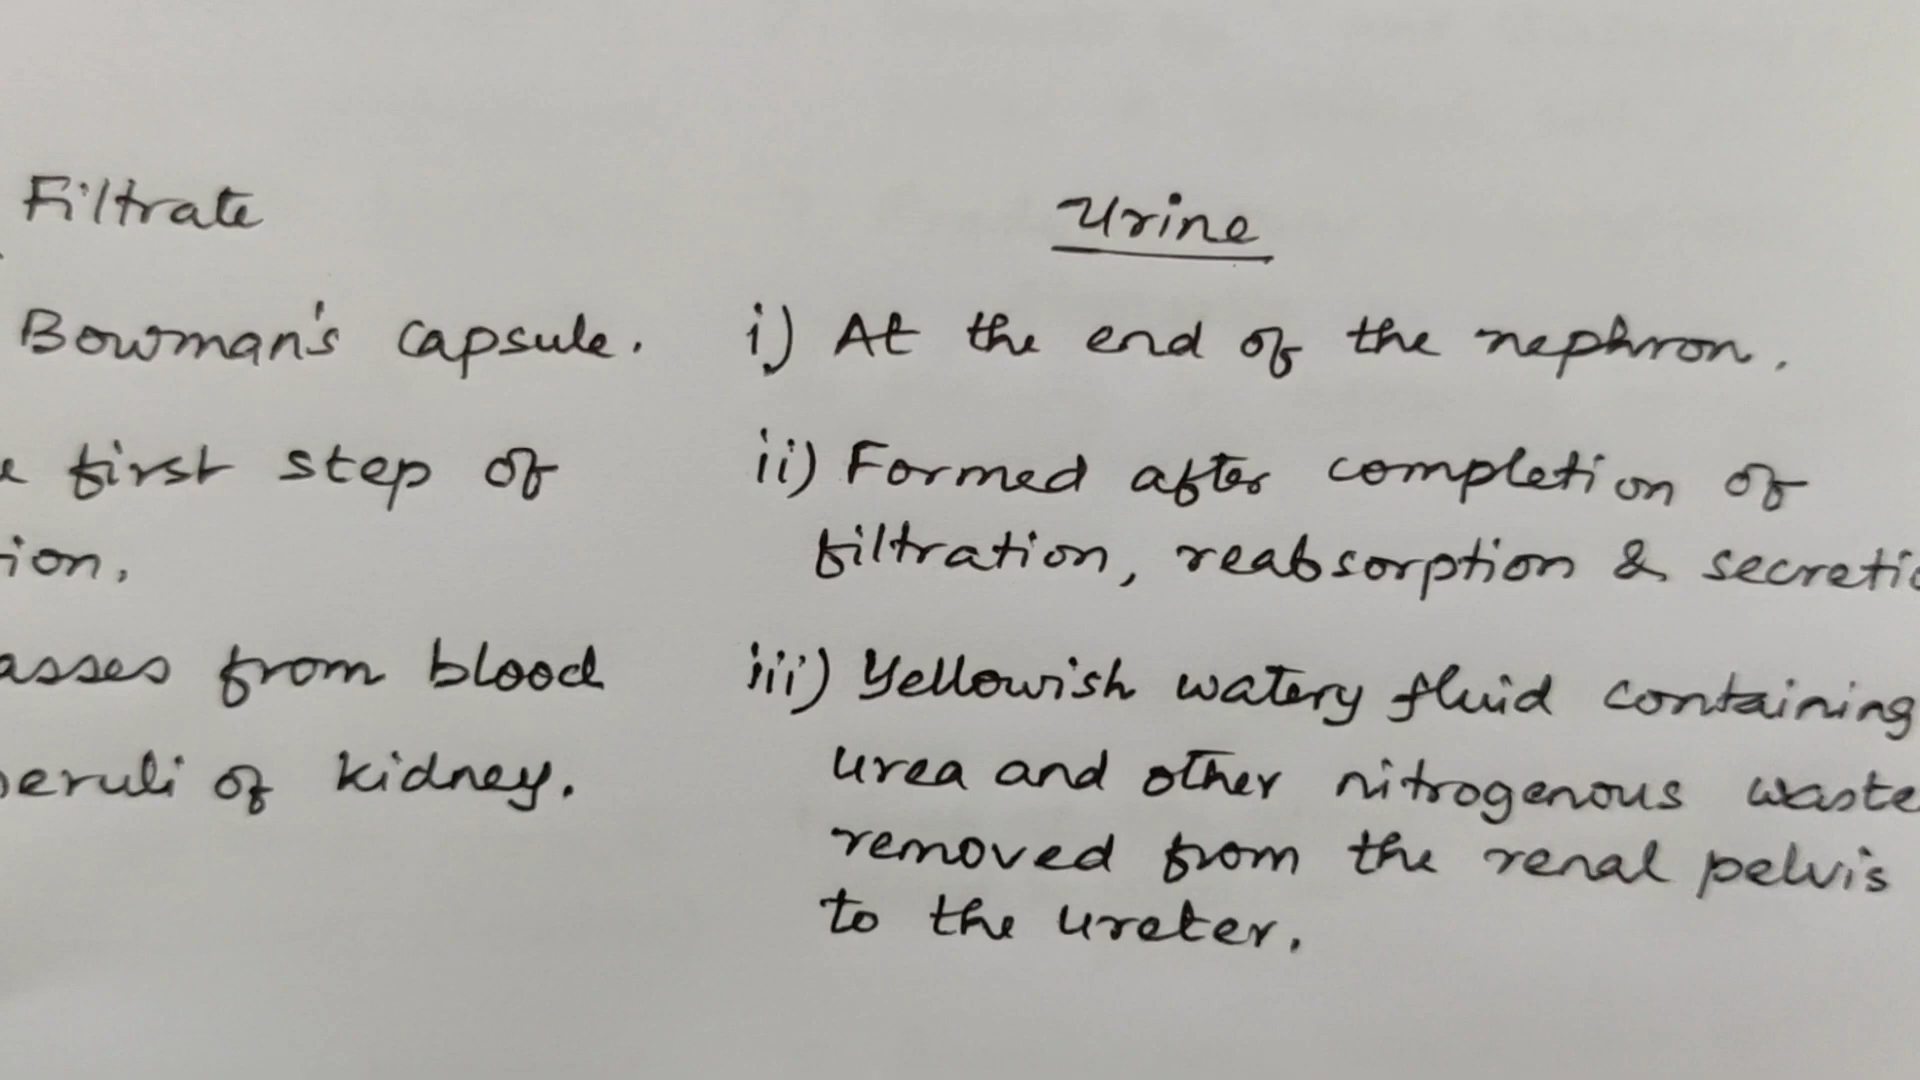 Filtrate
Bowman's capsule.
first step of
ion.
asses from blood
eruli of kidney.
Urine
i) At the end of the nephron.
ii) Formed after completion of
filtration, reabsorption & secretio
iii) Yellowish watery fluid containing
urea and other nitrogenous waste
removed from the renal pelvis
to the ureter.